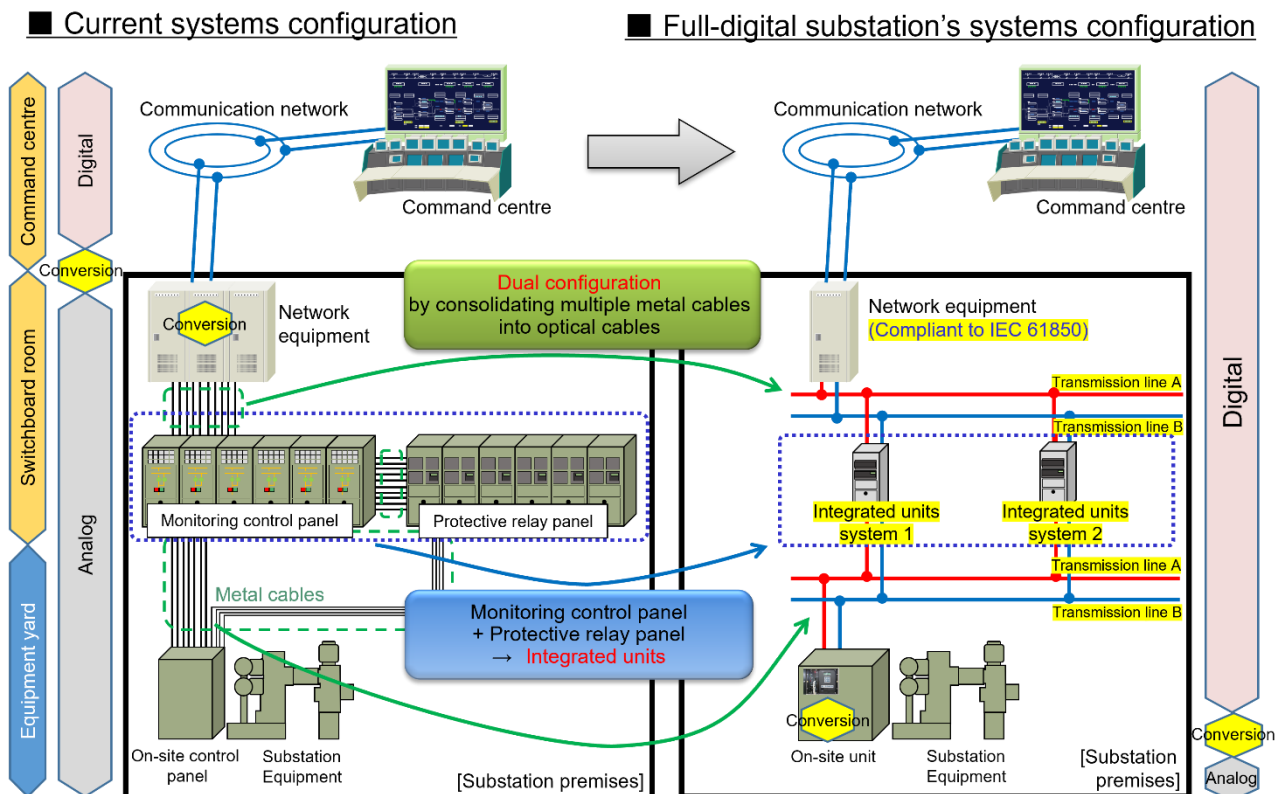 ■ Current systems configuration
■ Full-digital substation's systems configuration
Command centre
Switchboard room
Equipment yard
Digital
Conversion
Analog
Communication network
Command centre
Conversion
Network
equipment
Monitoring control panel
Protective relay panel
Metal cables
On-site control
panel
Substation
Equipment
[Substation premises]
Dual configuration
by consolidating multiple metal cables
into optical cables
Monitoring control panel
+ Protective relay panel
→ Integrated units
Communication network
Command centre
Network equipment
(Compliant to IEC 61850)
Transmission line A
Transmission line B
Integrated units
system 1
Integrated units
system 2
Transmission line A
Transmission line B
Conversion
On-site unit
Substation
Equipment
[Substation
premises]
Digital
Conversion
Analog